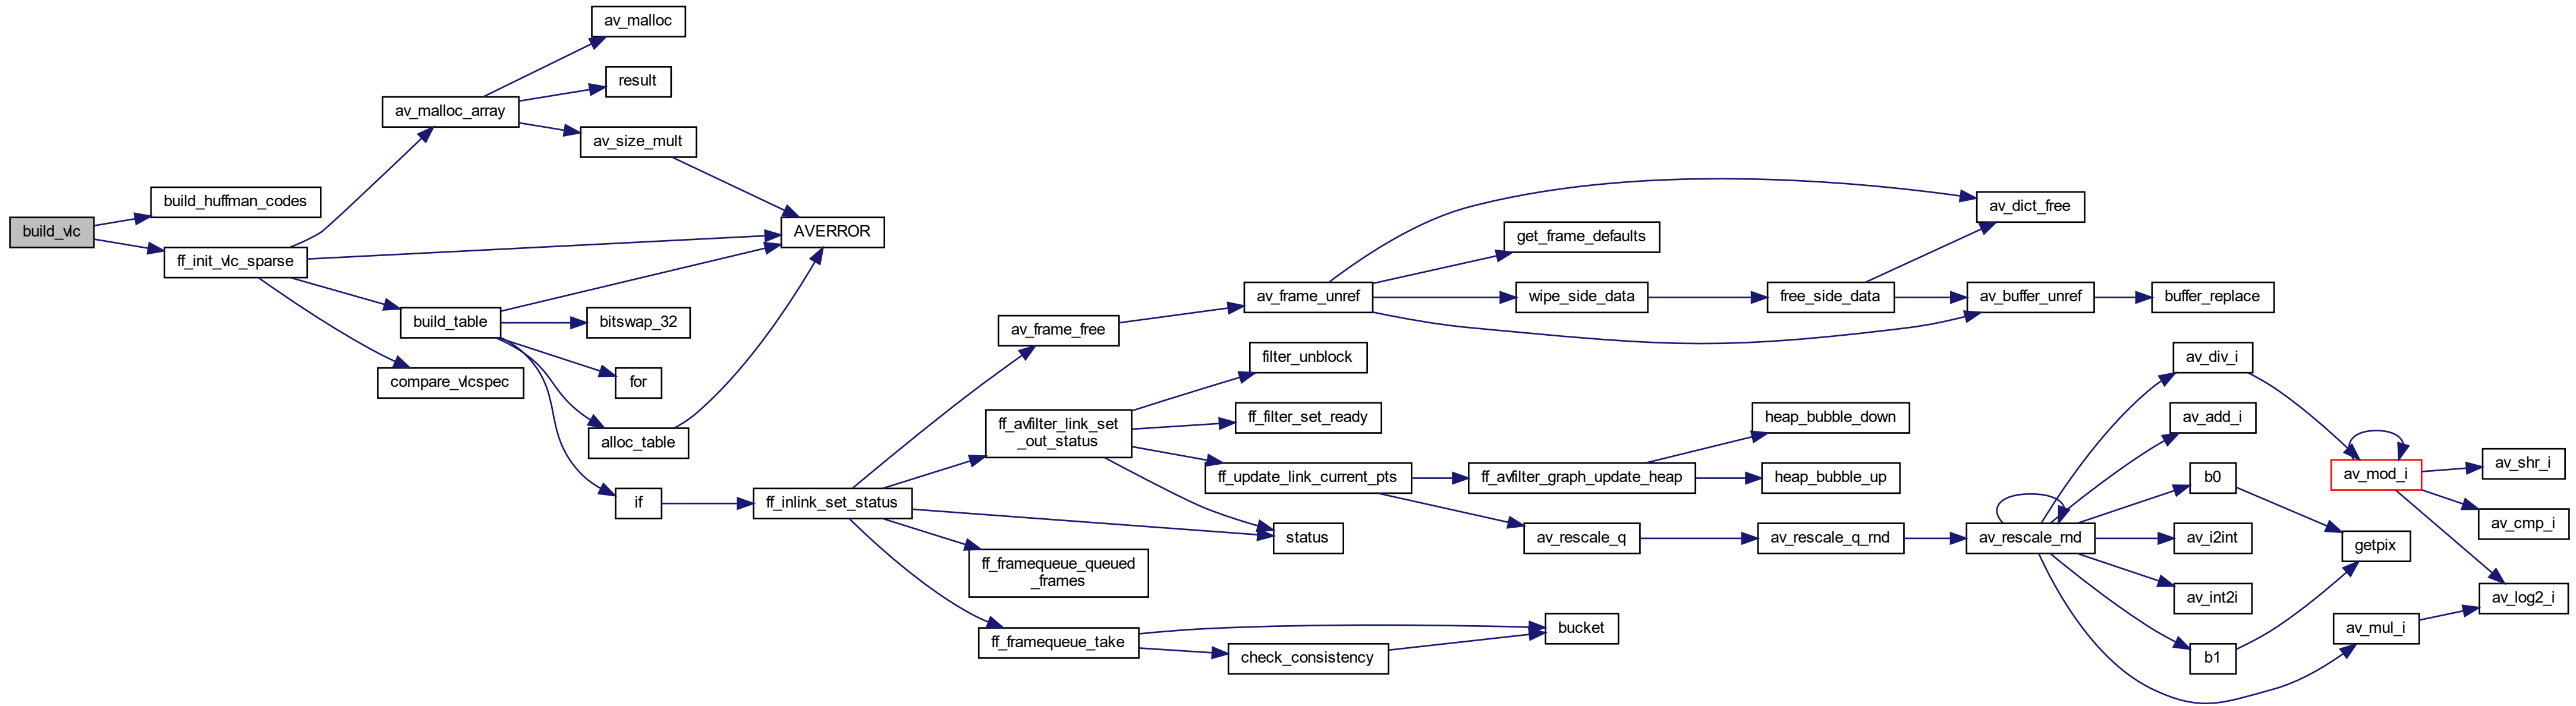 build_vlc
build_huffman_codes
ff_init_vlc_sparse
av_malloc_array
av_malloc
result
av_size_mult
AVERROR
build_table
compare_vlcspec
bitswap_32
for
alloc_table
if
ff_inlink_set_status
av_frame_free
ff_avfilter_link_set
_out_status
ff_framequeue_queued
_frames
ff_framequeue_take
av_frame_unref
filter_unblock
ff_filter_set_ready
ff_update_link_current_pts
status
check_consistency
bucket
get_frame_defaults
wipe_side_data
free_side_data
av_dict_free
av_buffer_unref
buffer_replace
ff_avfilter_graph_update_heap
heap_bubble_down
heap_bubble_up
av_rescale_q
av_rescale_q_rnd
av_rescale_rnd
av_div_i
av_add_i
b0
av_i2int
av_int2i
b1
av_mod_i
getpix
av_mul_i
av_shr_i
av_cmp_i
av_log2_i